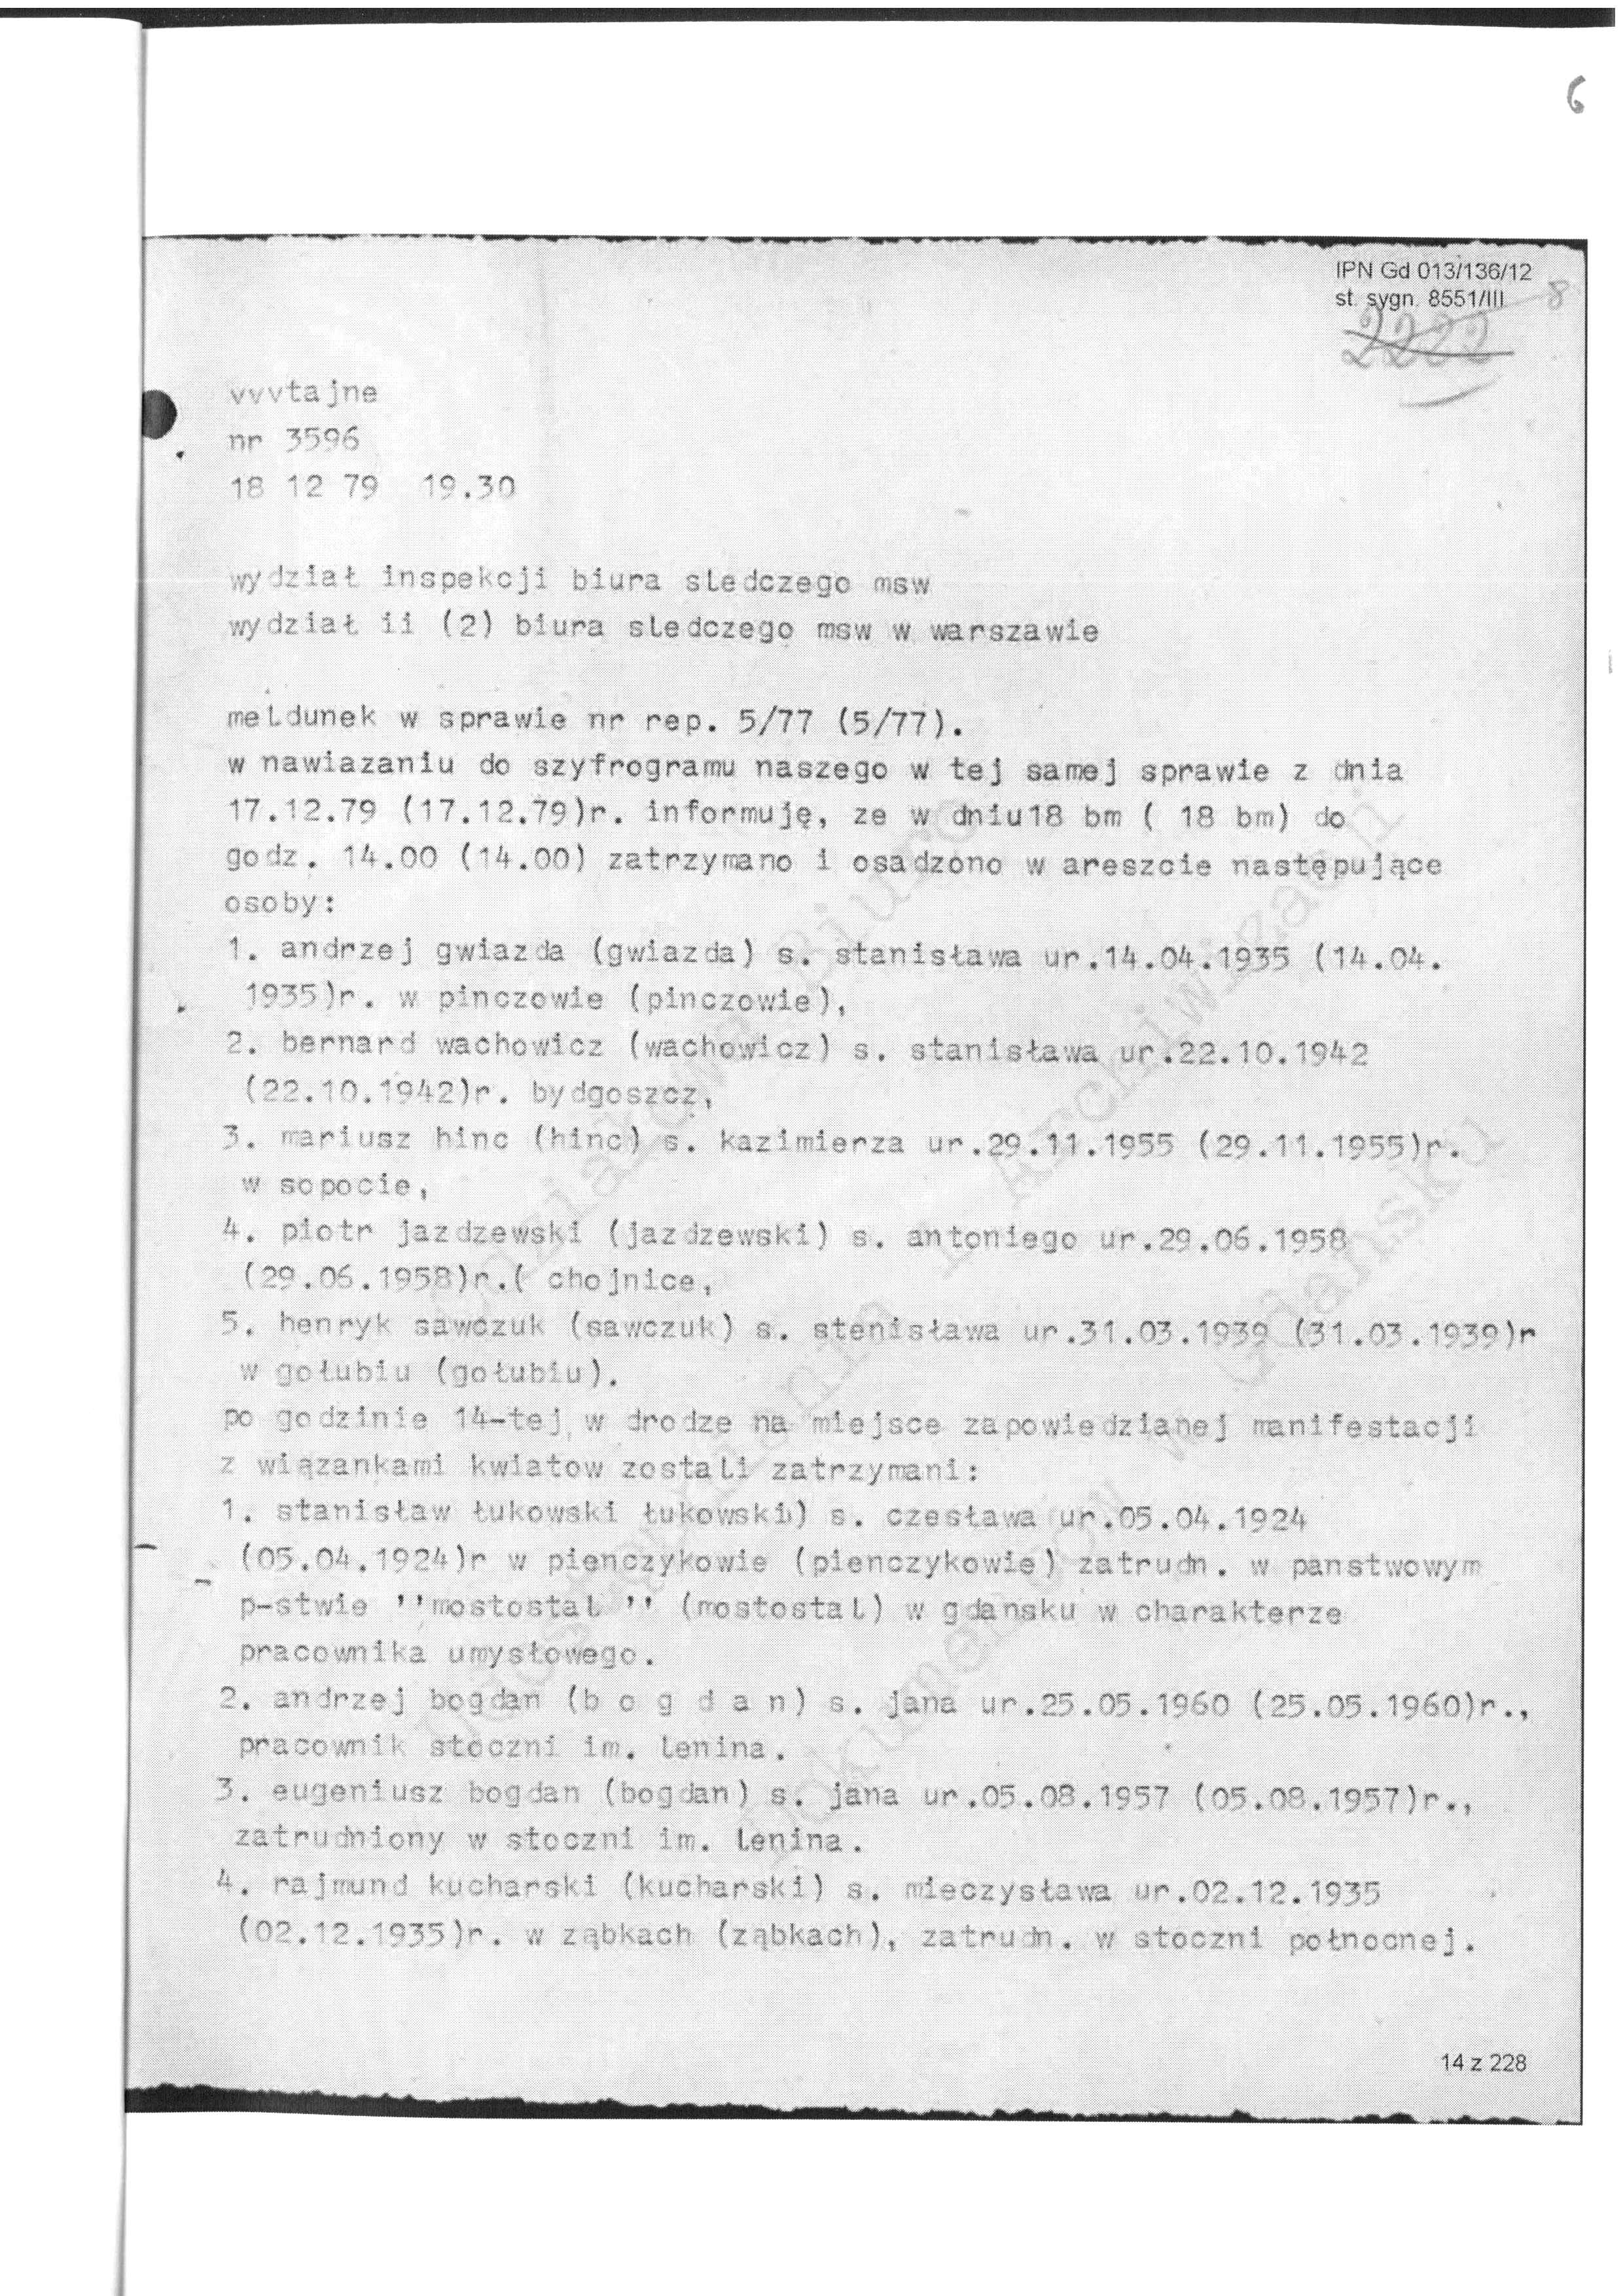 6
IPN Gd 013/136/12
st. sygn. 8551/III 8
2222
vvvtajne
nr 3596
18 12 79 19.30
wydział inspekcji biura sledczego msw
wydział ii (2) biura sledczego msw w warszawie
meldunek w sprawie nr rep. 5/77 (5/77).
w nawiazaniu do szyfrogramu naszego w tej samej sprawie z dnia
17.12.79 (17.12.79)r. informuję, ze w dniu18 bm ( 18 bm) do
godz. 14.00 (14.00) zatrzymano i osadzono w areszcie następujące
osoby:
1. andrzej gwiazda (gwiazda) s. stanisława ur.14.04.1935 (14.04.
1935)r. w pinczowie (pinczowie),
2. bernard wachowicz (wachowicz) s. stanisława ur.22.10.1942
(22.10.1942)r. bydgoszcz,
3. mariusz hinc (hinc) s. kazimierza ur.29.11.1955 (29.11.1955)r.
w sopocie,
4. piotr jazdzewski (jazdzewski) s. antoniego ur.29.06.1958
(29.06.1958)r.( chojnice,
5. henryk sawczuk (sawczuk) s. stenisława ur.31.03.1939 (31.03.1939)r
w gołubiu (gołubiu).
po godzinie 14-tej w drodze na miejsce zapowiedzianej manifestacji
z wiązankami kwiatow zostali zatrzymani:
1. stanisław łukowski łukowski) s. czesława ur.05.04.1924
(05.04.1924)r w pienczykowie (pienczykowie) zatrudn. w panstwowym
p-stwie ''mostostal '' (mostostal) w gdansku w charakterze
pracownika umysłowego.
2. andrzej bogdan (b o g d a n) s. jana ur.25.05.1960 (25.05.1960)r.,
pracownik stoczni im. lenina.
3. eugeniusz bogdan (bogdan) s. jana ur.05.08.1957 (05.08.1957)r.,
zatrudniony w stoczni im. lenina.
4. rajmund kucharski (kucharski) s. mieczysława ur.02.12.1935
(02.12.1935)r. w ząbkach (ząbkach), zatrudn. w stoczni połnocnej.
14 z 228